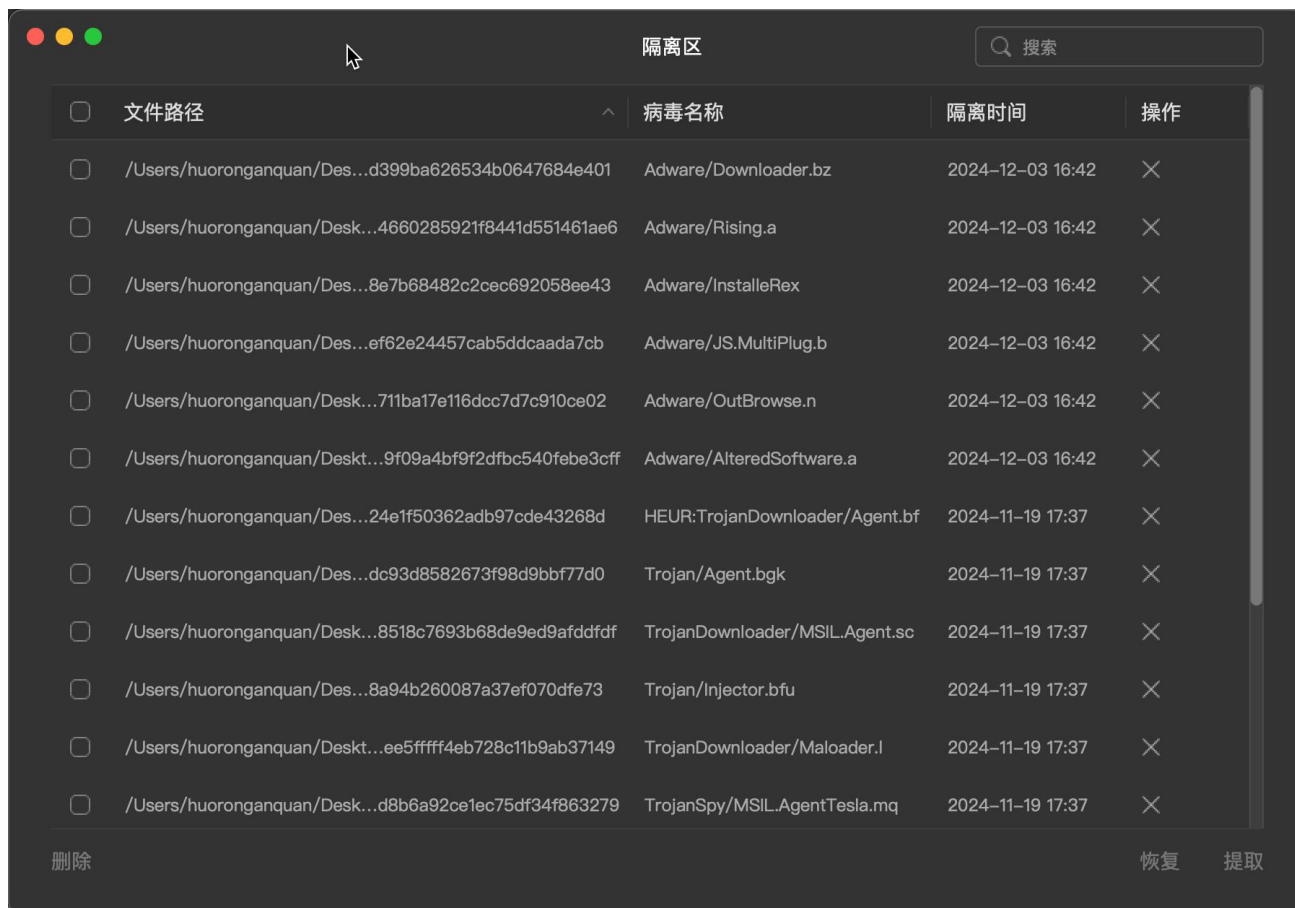 隔离区 搜索
文件路径 病毒名称 隔离时间 操作
/Users/huoronganquan/Des...d399ba626534b0647684e401 Adware/Downloader.bz 2024-12-03 16:42
/Users/huoronganquan/Desk...4660285921f8441d551461ae6 Adware/Rising.a 2024-12-03 16:42
/Users/huoronganquan/Des...8e7b68482c2cec692058ee43 Adware/InstalleRex 2024-12-03 16:42
/Users/huoronganquan/Des...ef62e24457cab5ddcaada7cb Adware/JS.MultiPlug.b 2024-12-03 16:42
/Users/huoronganquan/Desk...711ba17e116dcc7d7c910ce02 Adware/OutBrowse.n 2024-12-03 16:42
/Users/huoronganquan/Deskt...9f09a4bf9f2dfbc540febe3cff Adware/AlteredSoftware.a 2024-12-03 16:42
/Users/huoronganquan/Des...24e1f50362adb97cde43268d HEUR:TrojanDownloader/Agent.bf 2024-11-19 17:37
/Users/huoronganquan/Des...dc93d8582673f98d9bbf77d0 Trojan/Agent.bgk 2024-11-19 17:37
/Users/huoronganquan/Desk...8518c7693b68de9ed9afddfdf TrojanDownloader/MSIL.Agent.sc 2024-11-19 17:37
/Users/huoronganquan/Des...8a94b260087a37ef070dfe73 Trojan/Injector.bfu 2024-11-19 17:37
/Users/huoronganquan/Deskt...ee5fffff4eb728c11b9ab37149 TrojanDownloader/Maloader.l 2024-11-19 17:37
/Users/huoronganquan/Desk...d8b6a92ce1ec75df34f863279 TrojanSpy/MSIL.AgentTesla.mq 2024-11-19 17:37
删除 恢复 提取